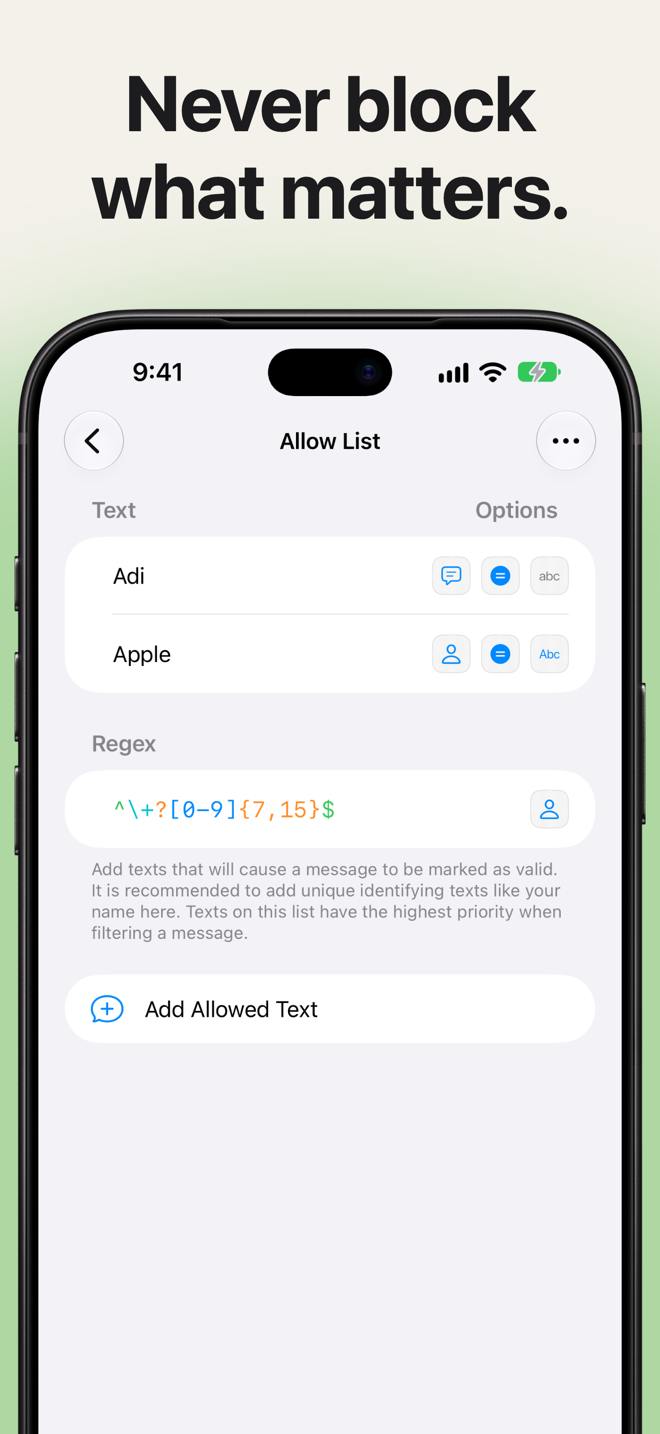 Never block
what matters.
9:41
Allow List
Text Options
Adi abc
Apple Abc
Regex
^\+?[0-9]{7,15}$
Add texts that will cause a message to be marked as valid.
It is recommended to add unique identifying texts like your
name here. Texts on this list have the highest priority when
filtering a message.
Add Allowed Text